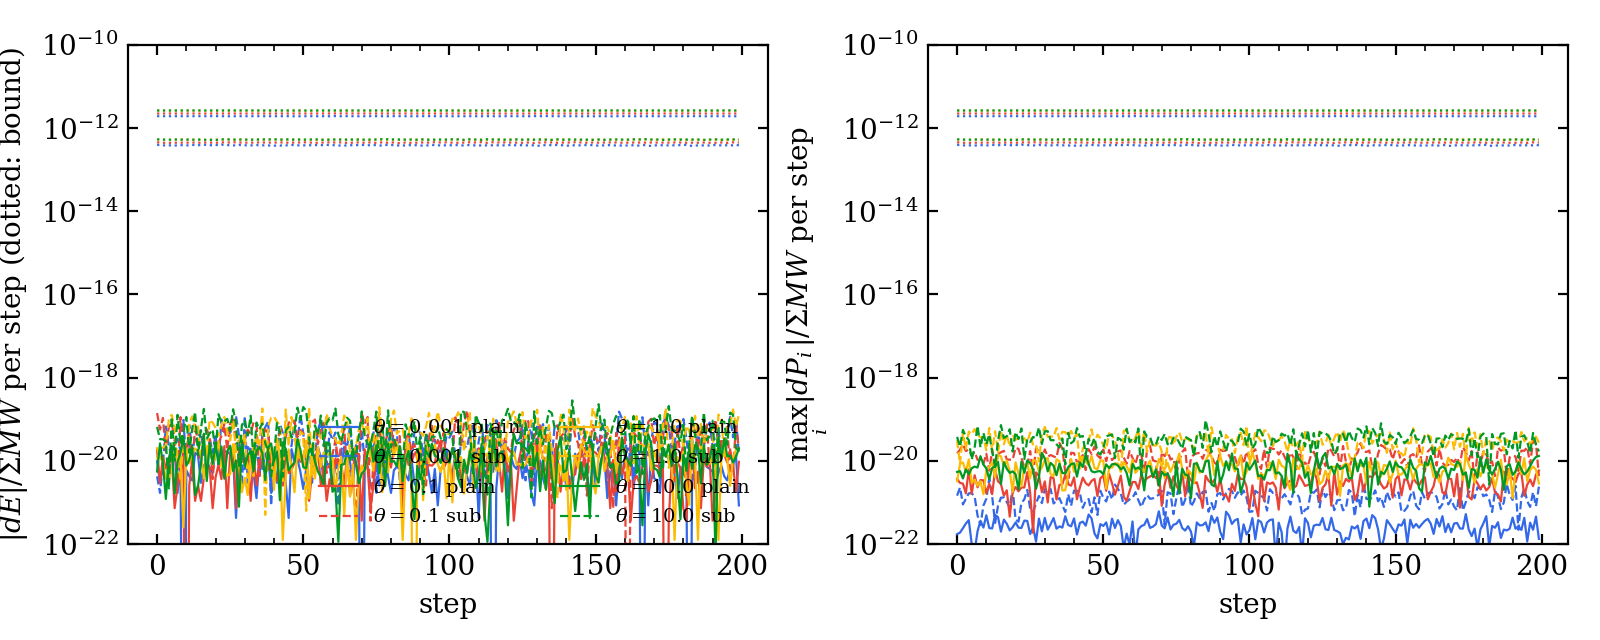 10⁻¹⁰
10⁻¹²
10⁻¹⁴
10⁻¹⁶
10⁻¹⁸
10⁻²⁰
10⁻²²
|dE|/ΣMW per step (dotted: bound)
0 50 100 150 200
step
θ = 0.001 plain
θ = 0.001 sub
θ = 0.1 plain
θ = 0.1 sub
θ = 1.0 plain
θ = 1.0 sub
θ = 10.0 plain
θ = 10.0 sub
10⁻¹⁰
10⁻¹²
10⁻¹⁴
10⁻¹⁶
10⁻¹⁸
10⁻²⁰
10⁻²²
maxᵢ|dPᵢ|/ΣMW per step
0 50 100 150 200
step